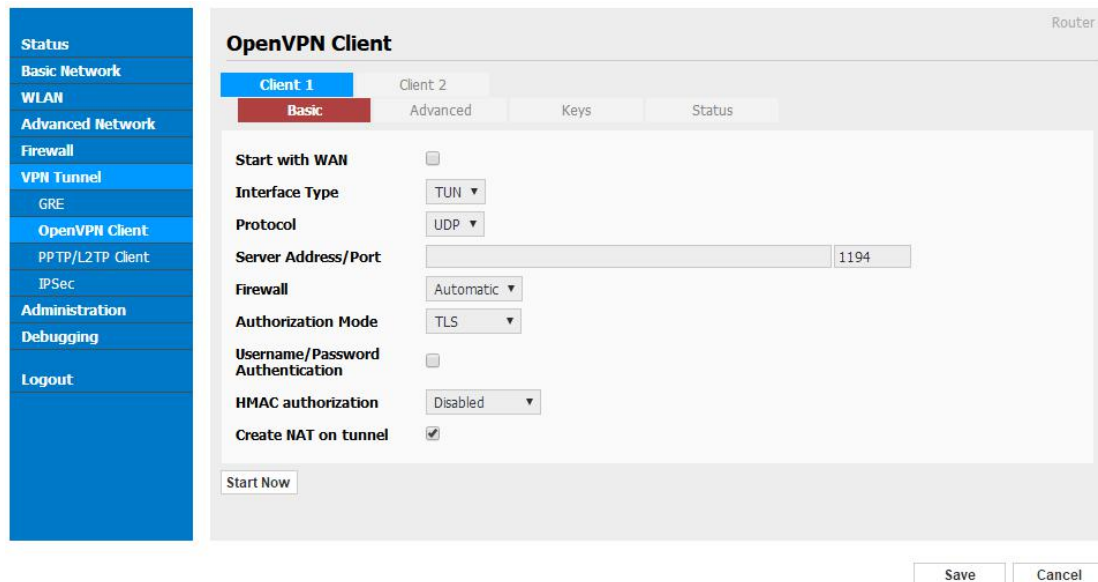 Router
Status
Basic Network
WLAN
Advanced Network
Firewall
VPN Tunnel
GRE
OpenVPN Client
PPTP/L2TP Client
IPSec
Administration
Debugging
Logout
OpenVPN Client
Client 1 Client 2
Basic Advanced Keys Status
Start with WAN
Interface Type TUN
Protocol UDP
Server Address/Port 1194
Firewall Automatic
Authorization Mode TLS
Username/Password
Authentication
HMAC authorization Disabled
Create NAT on tunnel
Start Now
Save Cancel